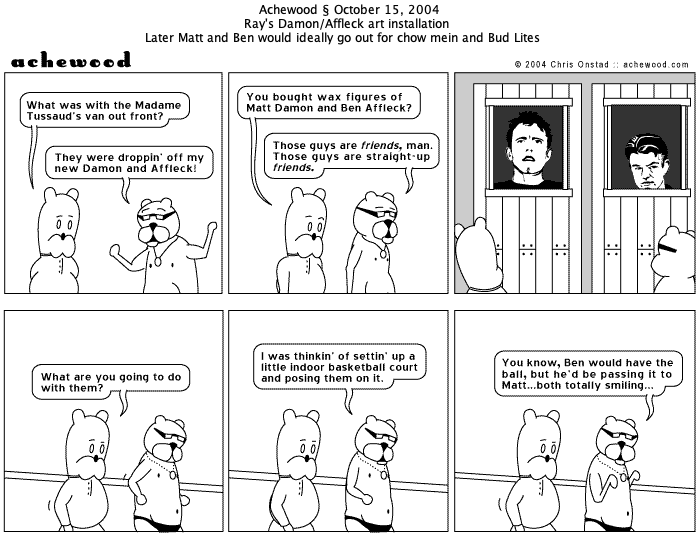 Achewood § October 15, 2004
Ray's Damon/Affleck art installation
Later Matt and Ben would ideally go out for chow mein and Bud Lites
achewood
© 2004 Chris Onstad :: achewood.com
What was with the Madame
Tussaud's van out front?
They were droppin' off my
new Damon and Affleck!
You bought wax figures of
Matt Damon and Ben Affleck?
Those guys are friends, man.
Those guys are straight-up
friends.
What are you going to do
with them?
I was thinkin' of settin' up a
little indoor basketball court
and posing them on it.
You know, Ben would have the
ball, but he'd be passing it to
Matt...both totally smiling...